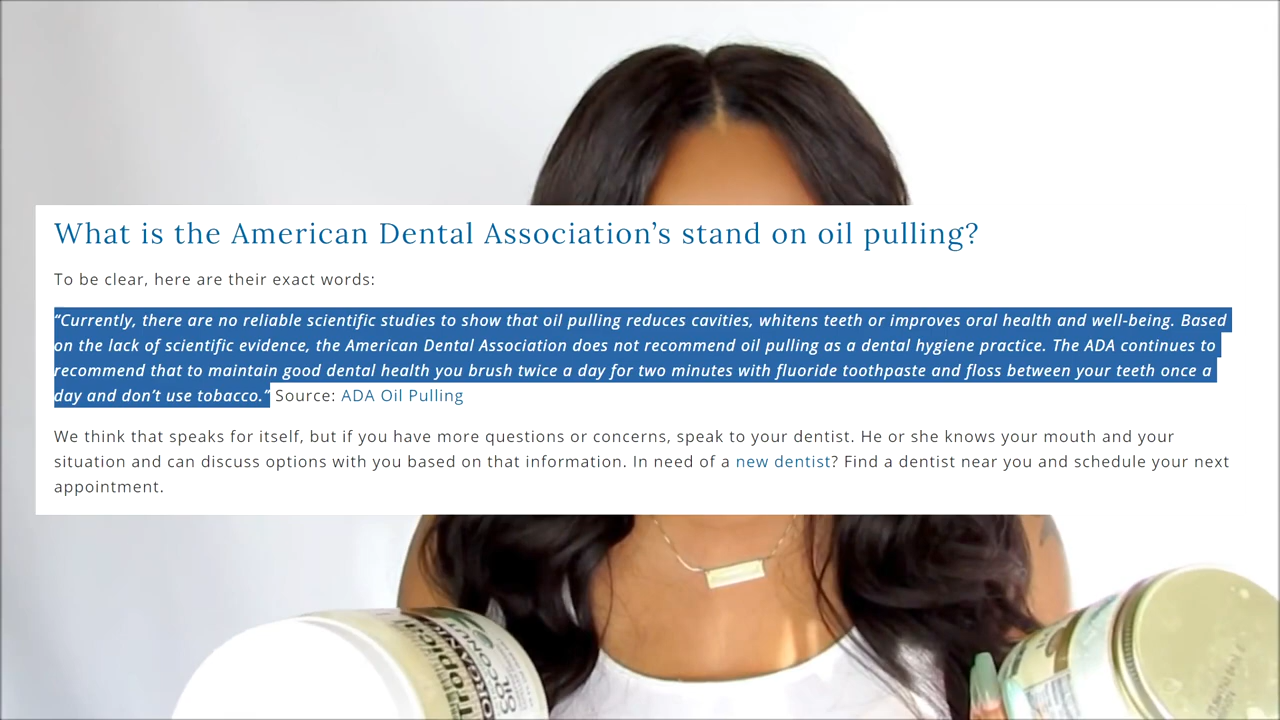 What is the American Dental Association’s stand on oil pulling?
To be clear, here are their exact words:
“Currently, there are no reliable scientific studies to show that oil pulling reduces cavities, whitens teeth or improves oral health and well-being. Based
on the lack of scientific evidence, the American Dental Association does not recommend oil pulling as a dental hygiene practice. The ADA continues to
recommend that to maintain good dental health you brush twice a day for two minutes with fluoride toothpaste and floss between your teeth once a
day and don’t use tobacco.” Source: ADA Oil Pulling
We think that speaks for itself, but if you have more questions or concerns, speak to your dentist. He or she knows your mouth and your
situation and can discuss options with you based on that information. In need of a new dentist? Find a dentist near you and schedule your next
appointment.
Tropical
ORGANIC
COCONUT
OIL